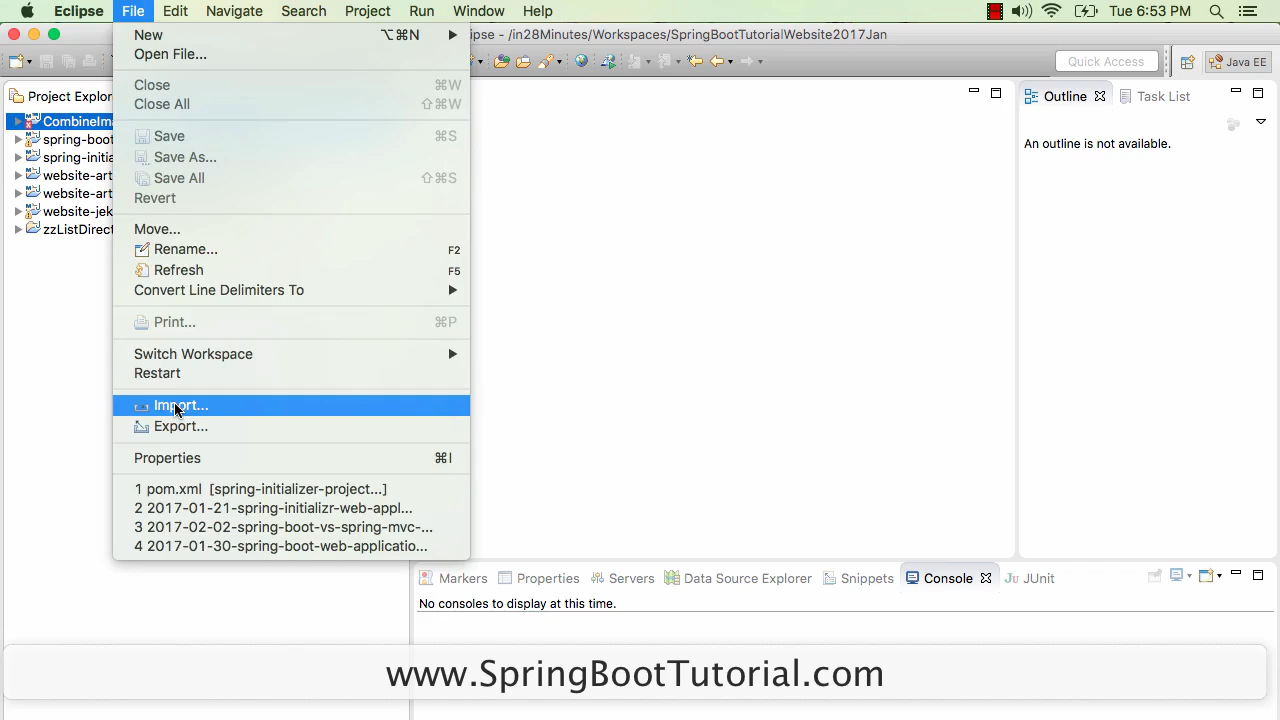 Eclipse File Edit Navigate Search Project Run Window Help Tue 6:53 PM
ipse - /in28Minutes/Workspaces/SpringBootTutorialWebsite2017Jan
Quick Access
Java EE
Project Explor
CombineIma
spring-boot
spring-initia
website-art
website-art
website-jek
zzListDirect
New ⌥⌘N
Open File...
Close ⌘W
Close All ⇧⌘W
Save ⌘S
Save As...
Save All ⇧⌘S
Revert
Move...
Rename... F2
Refresh F5
Convert Line Delimiters To
Print... ⌘P
Switch Workspace
Restart
Import...
Export...
Properties ⌘I
1 pom.xml [spring-initializer-project...]
2 2017-01-21-spring-initializr-web-appl...
3 2017-02-02-spring-boot-vs-spring-mvc-...
4 2017-01-30-spring-boot-web-applicatio...
Outline Task List
An outline is not available.
Markers Properties Servers Data Source Explorer Snippets Console Ju JUnit
No consoles to display at this time.
www.SpringBootTutorial.com